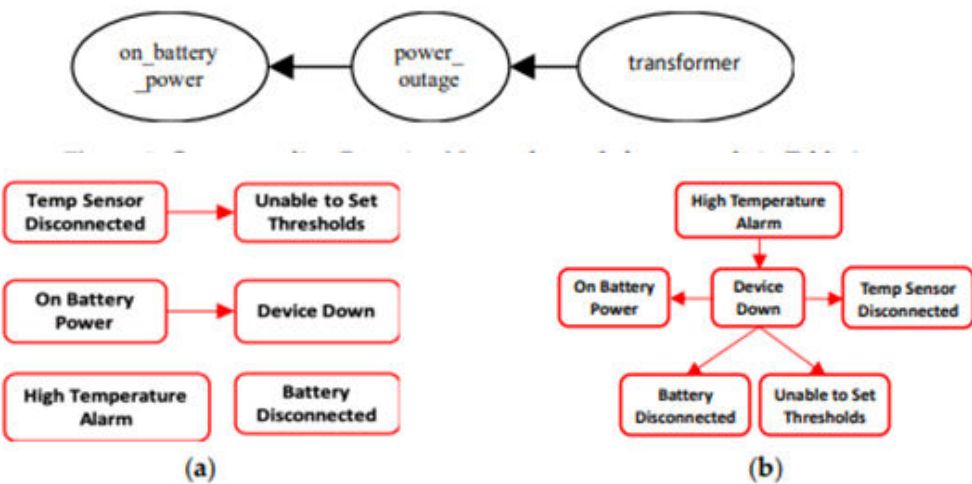 on_battery
_power
power_
outage
transformer
Temp Sensor
Disconnected
Unable to Set
Thresholds
On Battery
Power
Device Down
High Temperature
Alarm
Battery
Disconnected
(a)
High Temperature
Alarm
On Battery
Power
Device
Down
Temp Sensor
Disconnected
Battery
Disconnected
Unable to Set
Thresholds
(b)